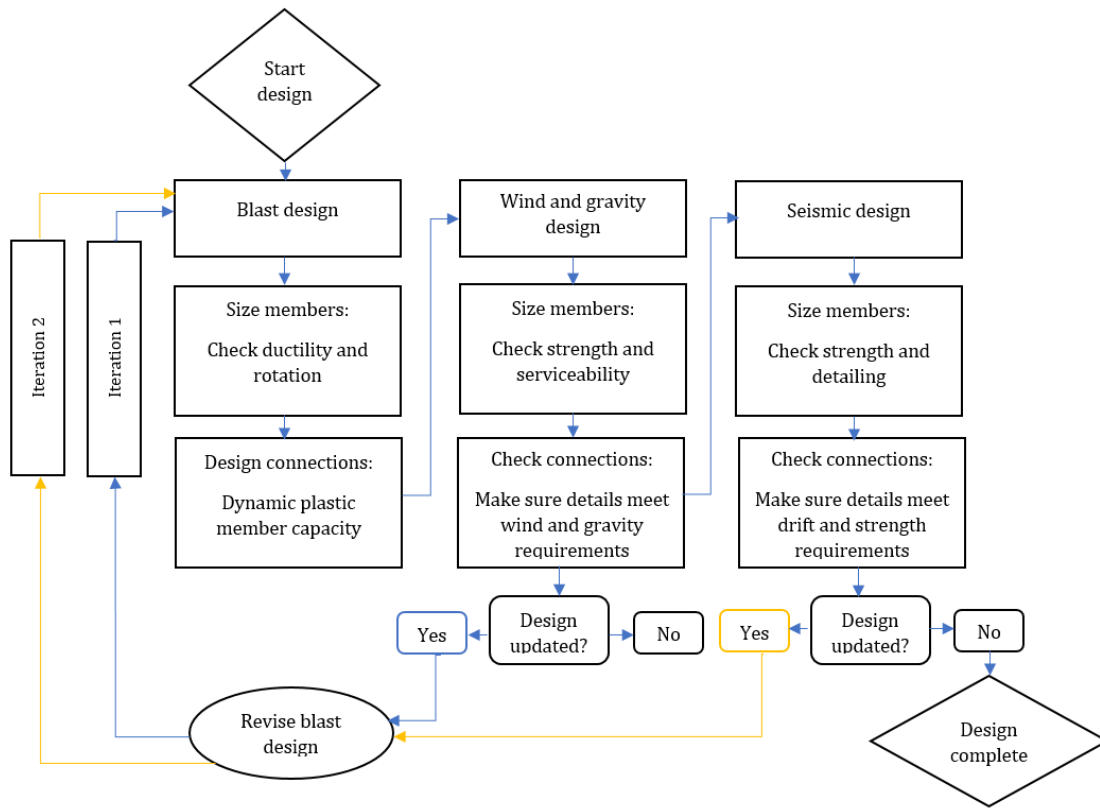 Start
design
Blast design
Wind and gravity
design
Seismic design
Size members:
Check ductility and
rotation
Size members:
Check strength and
serviceability
Size members:
Check strength and
detailing
Iteration 2
Iteration 1
Design connections:
Dynamic plastic
member capacity
Check connections:
Make sure details meet
wind and gravity
requirements
Check connections:
Make sure details meet
drift and strength
requirements
Yes
Design
updated?
No
Yes
Design
updated?
No
Revise blast
design
Design
complete